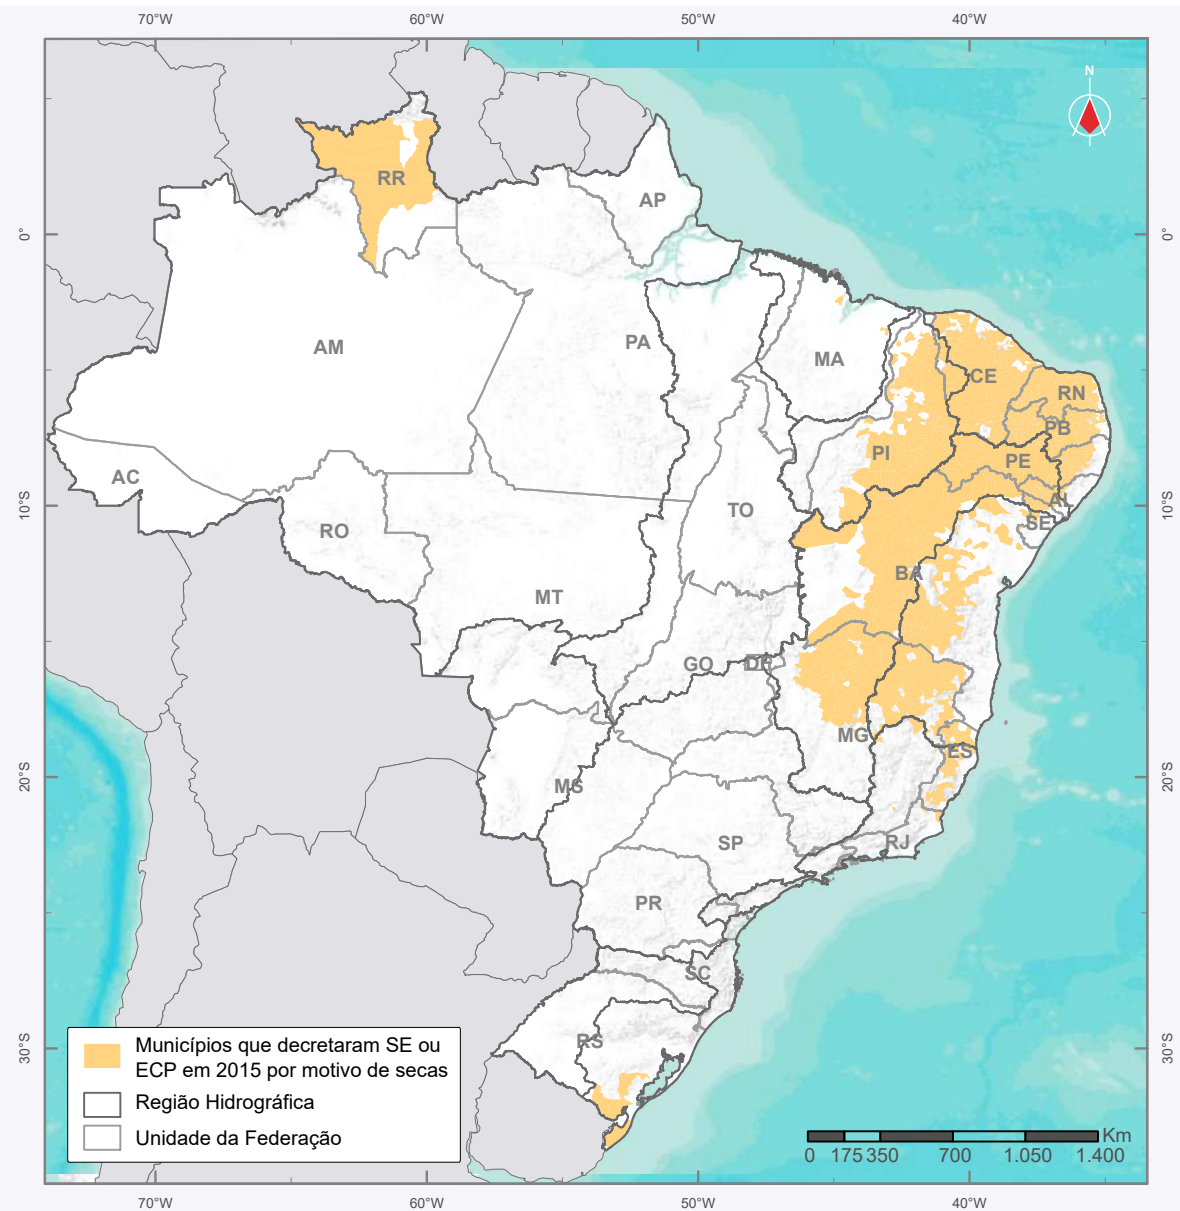 70°W 60°W 50°W 40°W
N
RR
AP
0° 0°
AM PA MA
CE
RN
PB
PI PE
AC
10°S TO AL 10°S
RO SE
BA
MT
GO DF
MG
ES
20°S MS 20°S
SP RJ
PR
SC
RS
30°S 30°S
Municípios que decretaram SE ou
ECP em 2015 por motivo de secas
Região Hidrográfica
Unidade da Federação
Km
0 175 350 700 1.050 1.400
70°W 60°W 50°W 40°W